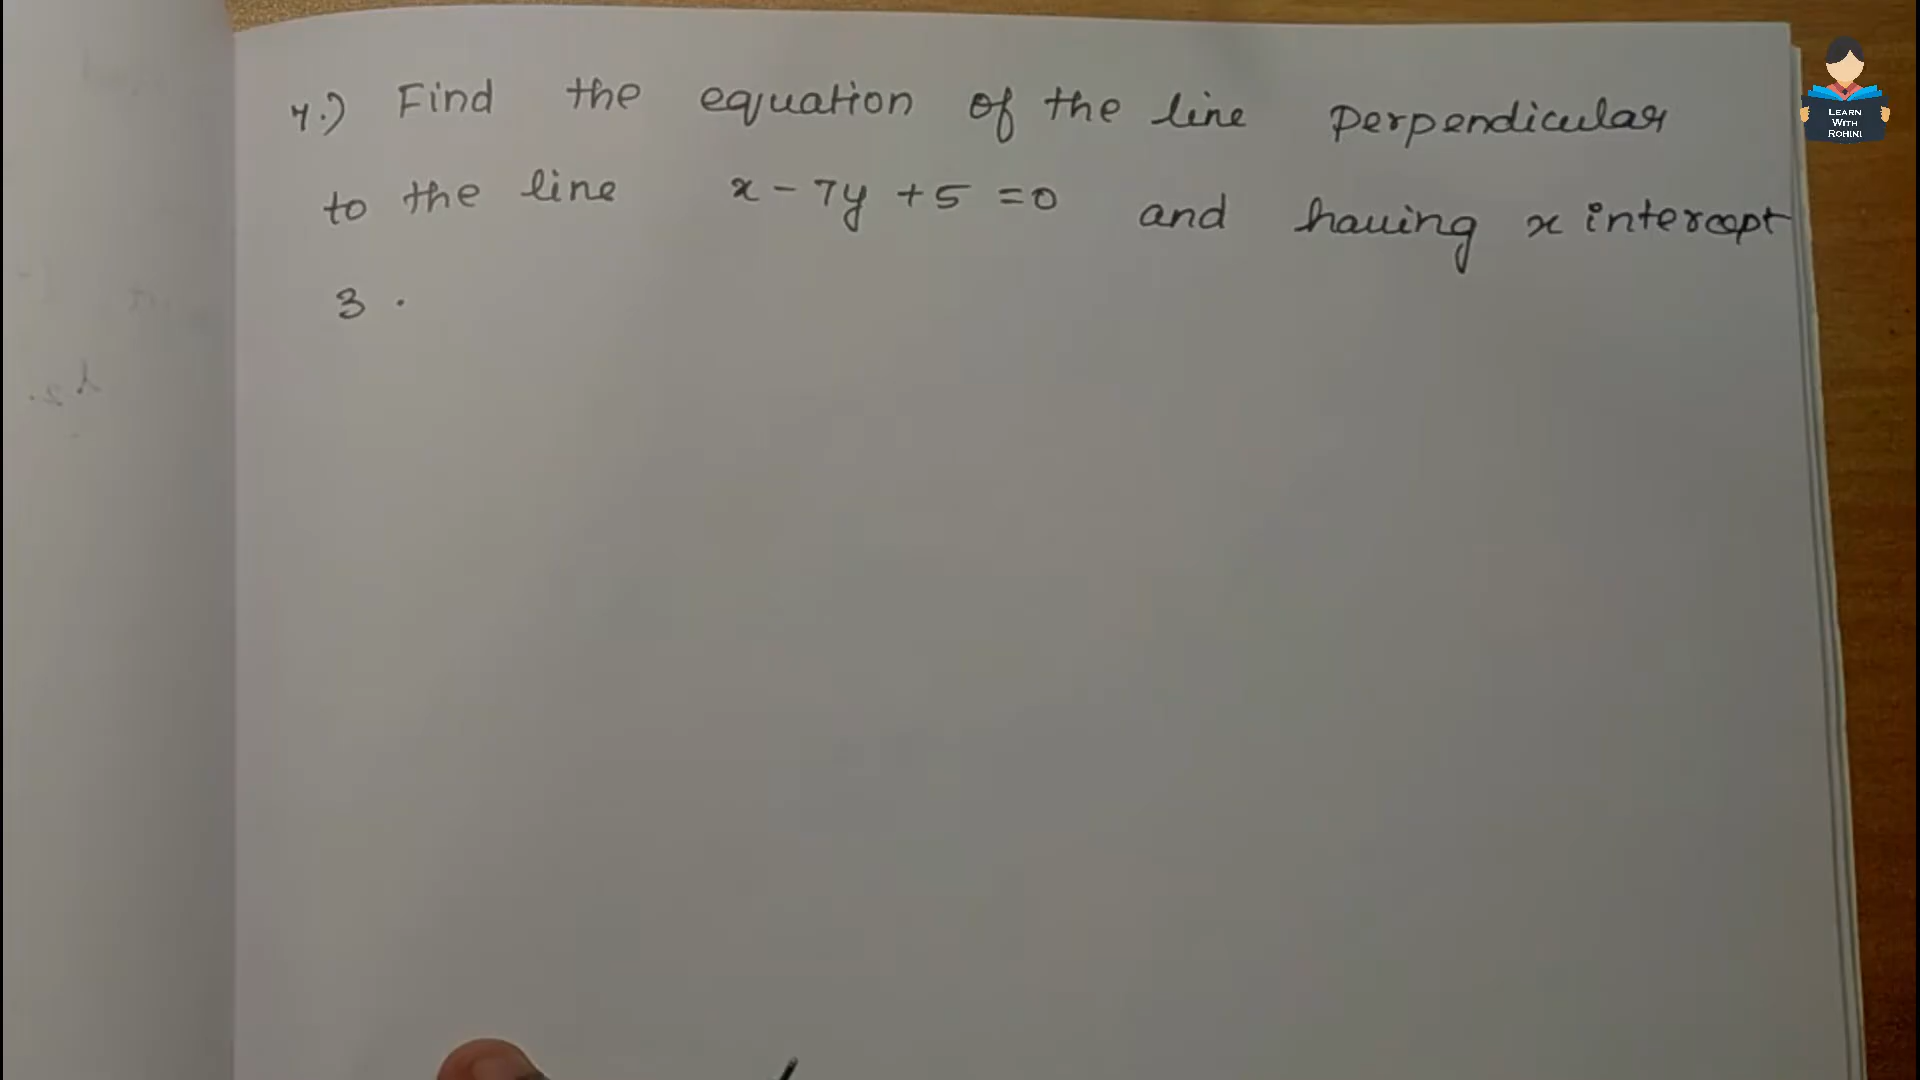 7.) Find the equation of the line perpendicular
to the line x - 7y + 5 = 0 and having x intercept
3 .
LEARN
WITH
ROHINI